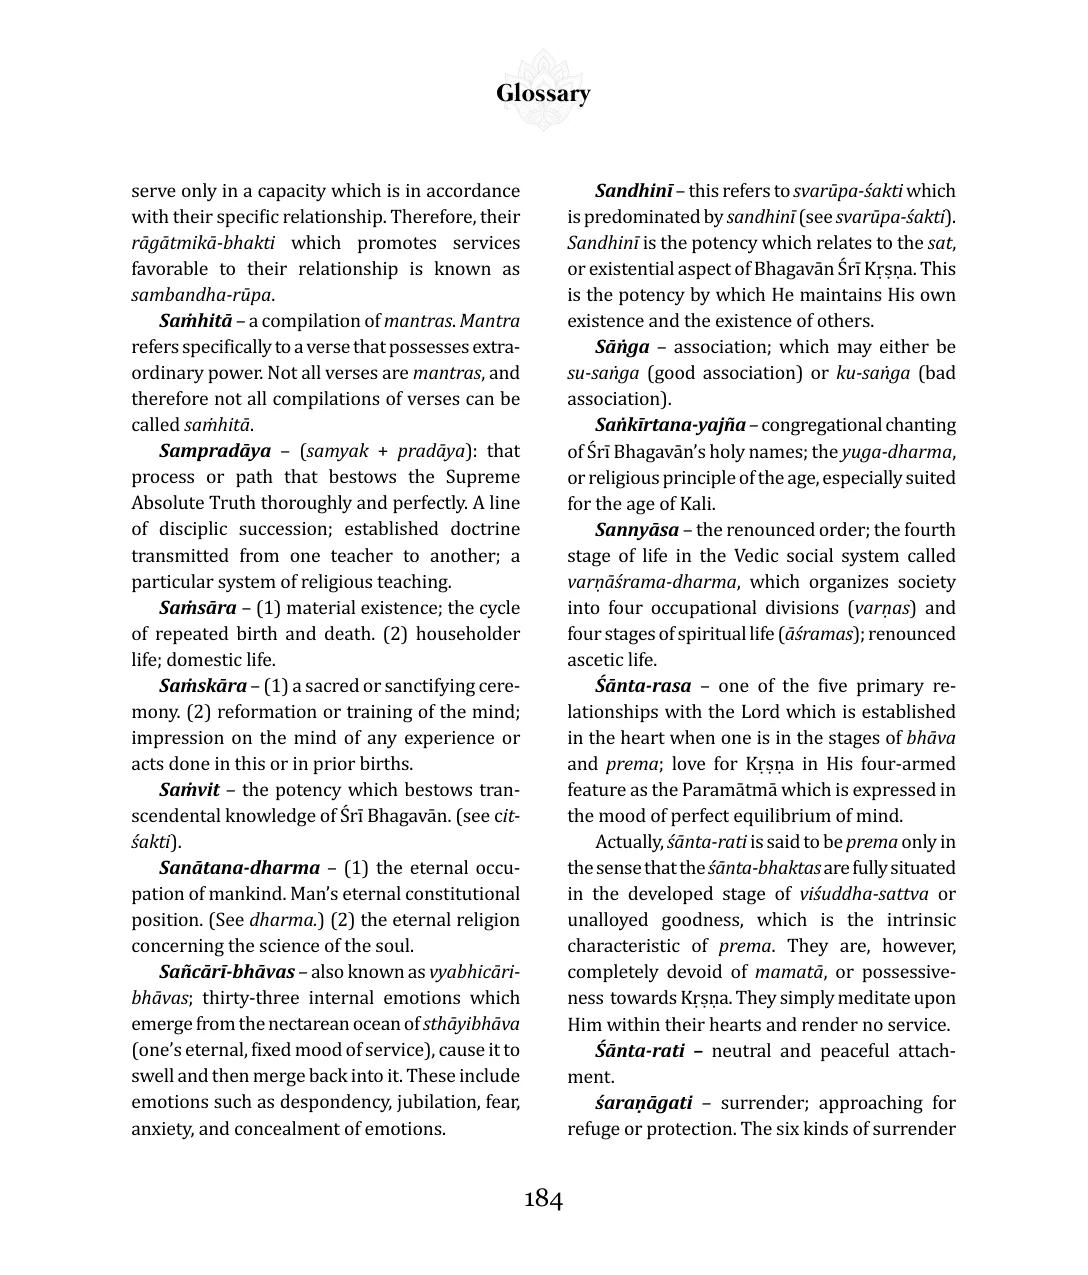 Glossary
serve only in a capacity which is in accordance
with their specific relationship. Therefore, their
rāgātmikā-bhakti which promotes services
favorable to their relationship is known as
sambandha-rūpa.
Saṁhitā – a compilation of mantras. Mantra
refers specifically to a verse that possesses extra-
ordinary power. Not all verses are mantras, and
therefore not all compilations of verses can be
called saṁhitā.
Sampradāya – (samyak + pradāya): that
process or path that bestows the Supreme
Absolute Truth thoroughly and perfectly. A line
of disciplic succession; established doctrine
transmitted from one teacher to another; a
particular system of religious teaching.
Saṁsāra – (1) material existence; the cycle
of repeated birth and death. (2) householder
life; domestic life.
Saṁskāra – (1) a sacred or sanctifying cere-
mony. (2) reformation or training of the mind;
impression on the mind of any experience or
acts done in this or in prior births.
Saṁvit – the potency which bestows tran-
scendental knowledge of Śrī Bhagavān. (see cit-
śakti).
Sanātana-dharma – (1) the eternal occu-
pation of mankind. Man’s eternal constitutional
position. (See dharma.) (2) the eternal religion
concerning the science of the soul.
Sañcārī-bhāvas – also known as vyabhicāri-
bhāvas; thirty-three internal emotions which
emerge from the nectarean ocean of sthāyibhāva
(one’s eternal, fixed mood of service), cause it to
swell and then merge back into it. These include
emotions such as despondency, jubilation, fear,
anxiety, and concealment of emotions.
Sandhinī – this refers to svarūpa-śakti which
is predominated by sandhinī (see svarūpa-śakti).
Sandhinī is the potency which relates to the sat,
or existential aspect of Bhagavān Śrī Kṛṣṇa. This
is the potency by which He maintains His own
existence and the existence of others.
Sāṅga – association; which may either be
su-saṅga (good association) or ku-saṅga (bad
association).
Saṅkīrtana-yajña – congregational chanting
of Śrī Bhagavān’s holy names; the yuga-dharma,
or religious principle of the age, especially suited
for the age of Kali.
Sannyāsa – the renounced order; the fourth
stage of life in the Vedic social system called
varṇāśrama-dharma, which organizes society
into four occupational divisions (varṇas) and
four stages of spiritual life (āśramas); renounced
ascetic life.
Śānta-rasa – one of the five primary re-
lationships with the Lord which is established
in the heart when one is in the stages of bhāva
and prema; love for Kṛṣṇa in His four-armed
feature as the Paramātmā which is expressed in
the mood of perfect equilibrium of mind.
Actually, śānta-rati is said to be prema only in
the sense that the śānta-bhaktas are fully situated
in the developed stage of viśuddha-sattva or
unalloyed goodness, which is the intrinsic
characteristic of prema. They are, however,
completely devoid of mamatā, or possessive-
ness towards Kṛṣṇa. They simply meditate upon
Him within their hearts and render no service.
Śānta-rati – neutral and peaceful attach-
ment.
śaraṇāgati – surrender; approaching for
refuge or protection. The six kinds of surrender
184